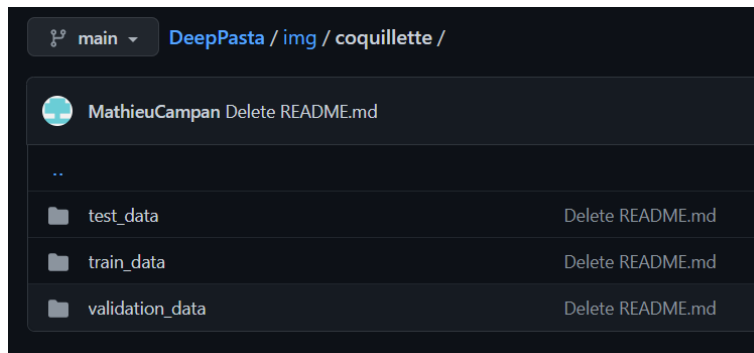 main DeepPasta / img / coquillette /
MathieuCampan Delete README.md
..
test_data Delete README.md
train_data Delete README.md
validation_data Delete README.md